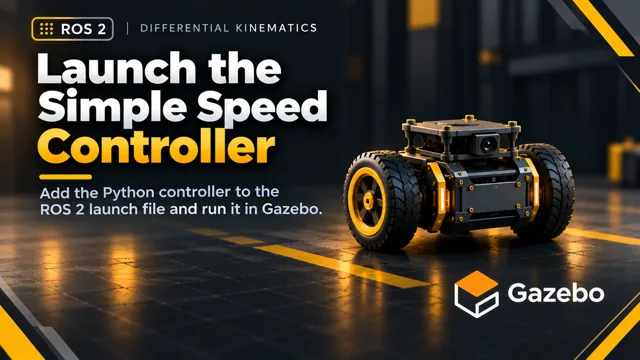 ROS 2
DIFFERENTIAL KINEMATICS
Launch the
Simple Speed
Controller
Add the Python controller to the
ROS 2 launch file and run it in Gazebo.
Gazebo